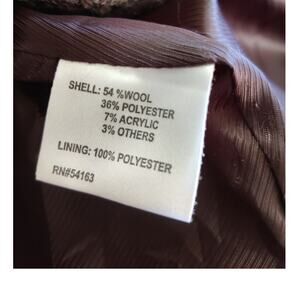 SHELL: 54 %WOOL
36% POLYESTER
7% ACRYLIC
3% OTHERS
LINING: 100% POLYESTER
RN#54163